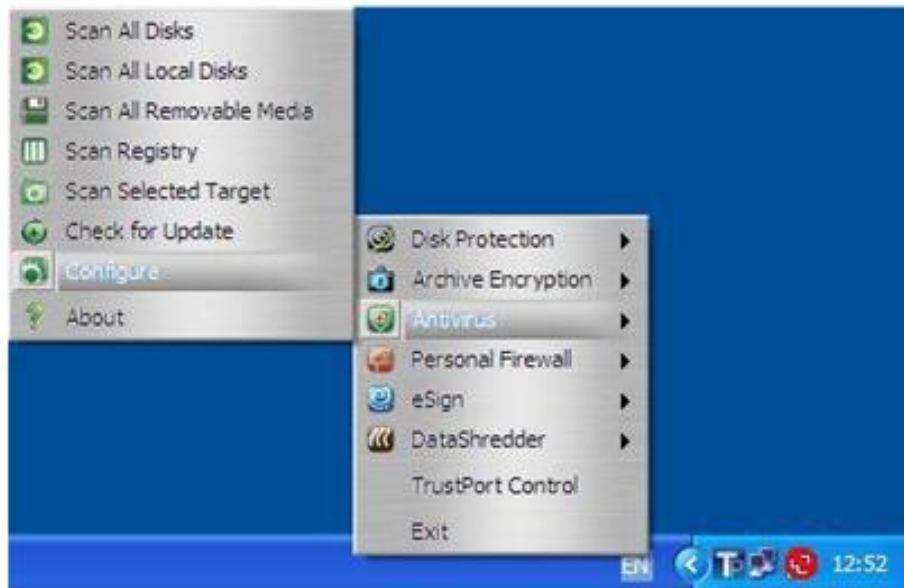 Scan All Disks
Scan All Local Disks
Scan All Removable Media
Scan Registry
Scan Selected Target
Check for Update
Configure
About
Disk Protection
Archive Encryption
Antivirus
Personal Firewall
eSign
DataShredder
TrustPort Control
Exit
EN
12:52